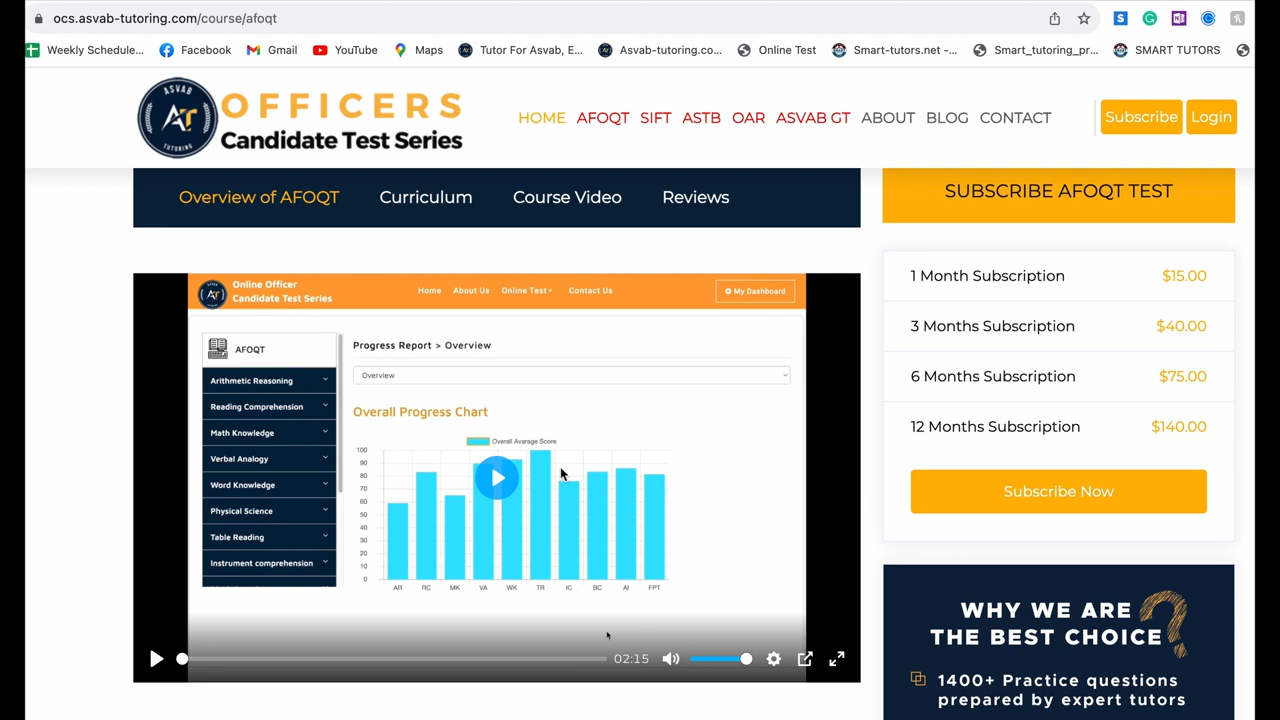 ocs.asvab-tutoring.com/course/afoqt
Weekly Schedule... Facebook Gmail YouTube Maps Tutor For Asvab, E... Asvab-tutoring.co... Online Test Smart-tutors.net -... Smart_tutoring_pr... SMART TUTORS
ASVAB
AT
TUTORING
OFFICERS
Candidate Test Series
HOME AFOQT SIFT ASTB OAR ASVAB GT ABOUT BLOG CONTACT
Subscribe Login
Overview of AFOQT Curriculum Course Video Reviews
SUBSCRIBE AFOQT TEST
1 Month Subscription $15.00
3 Months Subscription $40.00
6 Months Subscription $75.00
12 Months Subscription $140.00
Subscribe Now
Online Officer
Candidate Test Series
Home About Us Online Test Contact Us
My Dashboard
AFOQT
Arithmetic Reasoning
Reading Comprehension
Math Knowledge
Verbal Analogy
Word Knowledge
Physical Science
Table Reading
Instrument comprehension
Progress Report > Overview
Overview
Overall Progress Chart
Overall Avarage Score
100
90
80
70
60
50
40
30
20
10
0
AR RC MK VA WK TR IC BC AI FPT
02:15
WHY WE ARE
THE BEST CHOICE ?
1400+ Practice questions
prepared by expert tutors